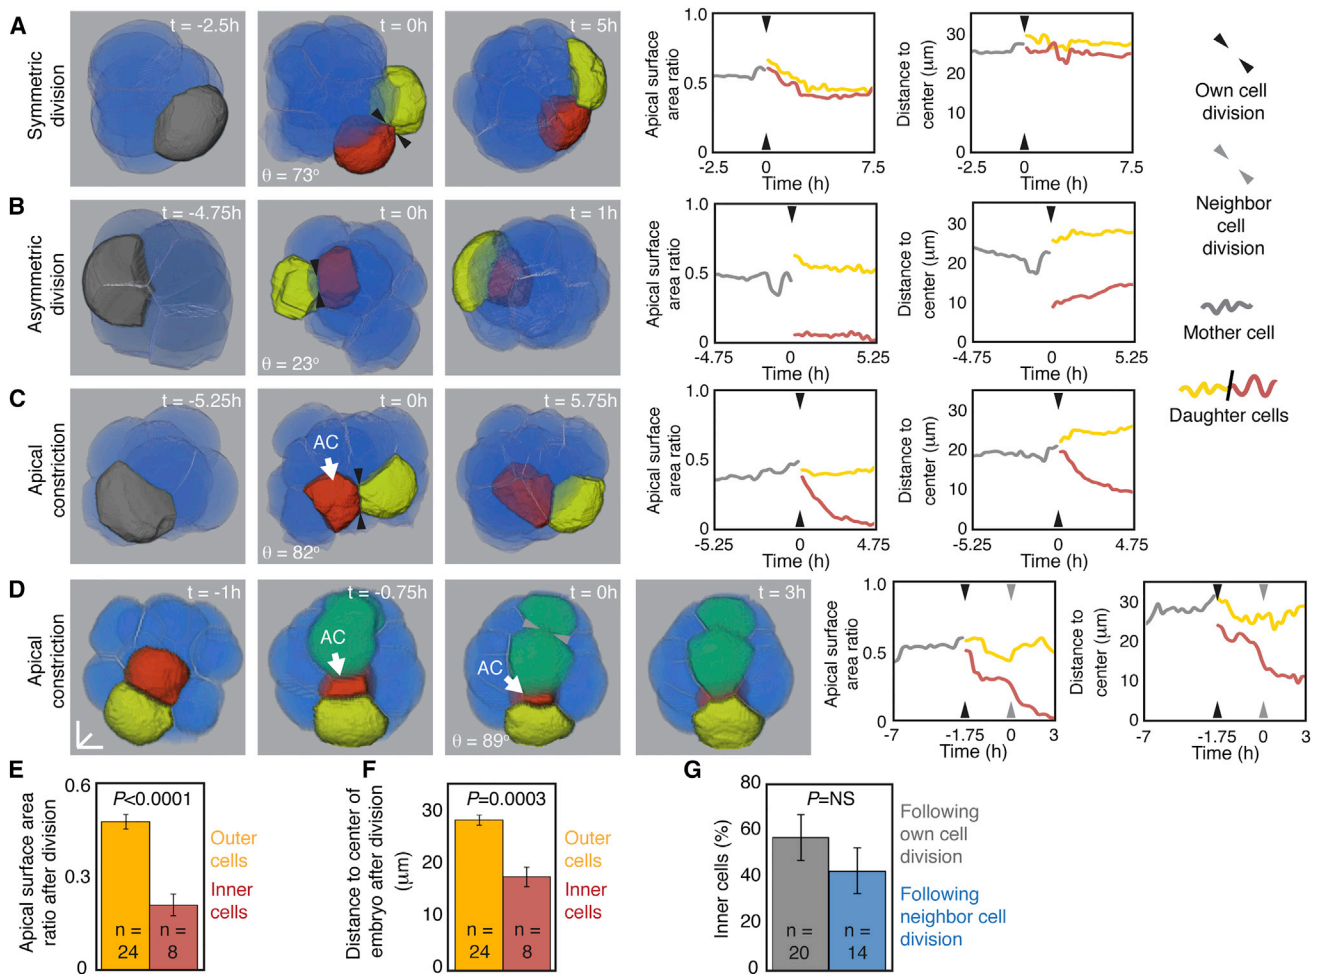 A
Symmetric
division
t = -2.5h
t = 0h
θ = 73°
t = 5h
Apical surface
area ratio
1.0
0.5
0
-2.5
0
7.5
Time (h)
Distance to
center (μm)
30
20
10
0
-2.5
0
7.5
Time (h)
Own cell
division
Neighbor
cell
division
Mother cell
Daughter cells
B
Asymmetric
division
t = -4.75h
t = 0h
θ = 23°
t = 1h
Apical surface
area ratio
1.0
0.5
0
-4.75
0
5.25
Time (h)
Distance to
center (μm)
30
20
10
0
-4.75
0
5.25
Time (h)
C
Apical
constriction
t = -5.25h
t = 0h
AC
θ = 82°
t = 5.75h
Apical surface
area ratio
1.0
0.5
0
-5.25
0
4.75
Time (h)
Distance to
center (μm)
30
20
10
0
-5.25
0
4.75
Time (h)
D
Apical
constriction
t = -1h
t = -0.75h
AC
t = 0h
AC
θ = 89°
t = 3h
Apical surface
area ratio
1.0
0.5
0
-7
-1.75
0
3
Time (h)
Distance to
center (μm)
30
20
10
0
-7
-1.75
0
3
Time (h)
E
Apical surface area
ratio after division
0.6
0.3
0
P<0.0001
n =
24
n =
8
Outer
cells
Inner
cells
F
Distance to center of
embryo after division
(μm)
30
20
10
0
P=0.0003
n =
24
n =
8
Outer
cells
Inner
cells
G
Inner cells (%)
80
60
40
20
0
P=NS
n =
20
n =
14
Following
own cell
division
Following
neighbor cell
division